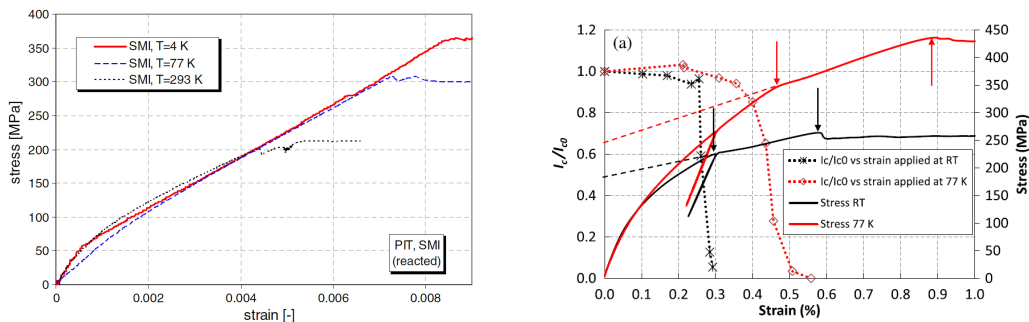 400
350
300
250
200
150
100
50
0
stress [MPa]
SMI, T=4 K
SMI, T=77 K
SMI, T=293 K
PIT, SMI
(reacted)
0
0.002
0.004
0.006
0.008
strain [-]
(a)
1.2
1.0
0.8
0.6
0.4
0.2
0.0
Ic/Ic0
450
400
350
300
250
200
150
100
50
0
Stress (MPa)
Ic/Ic0 vs strain applied at RT
Ic/Ic0 vs strain applied at 77 K
Stress RT
Stress 77 K
0.0 0.1 0.2 0.3 0.4 0.5 0.6 0.7 0.8 0.9 1.0
Strain (%)